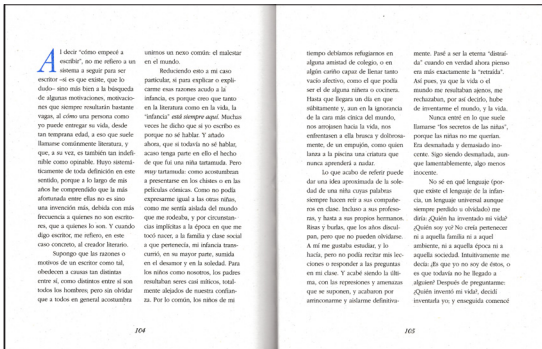 Al decir "cómo empecé a
escribir", no me refiero a un
sistema a seguir para ser
escritor –si es que existe, que lo
dudo– sino más bien a la búsqueda
de algunas motivaciones, motivacio-
nes que siempre resultarán bastante
vagas, al cómo una persona como
yo puede entregar su vida, desde
tan temprana edad, a eso que suele
llamarse comúnmente literatura, y
que, a su vez, es también tan indefi-
nible como opinable. Huyo sistemá-
ticamente de toda definición en este
sentido, porque a lo largo de mis
años he comprendido que la más
afortunada entre ellas no es sino
una invención más, debida con más
frecuencia a quienes no son escrito-
res, que a quienes lo son. Y cuando
digo escritor, me refiero, en este
caso concreto, al creador literario.
Supongo que las razones o
motivos de un escritor como tal,
obedecen a causas tan distintas
entre sí, como distintos entre sí son
todos los hombres; pero sin olvidar
que a todos en general acostumbra
unirnos un nexo común: el malestar
en el mundo.
Reduciendo esto a mi caso
particular, si para explicar o expli-
carme esas razones acudo a la
infancia, es porque creo que tanto
en la literatura como en la vida, la
"infancia" está siempre aquí. Muchas
veces he dicho que si yo escribo es
porque no sé hablar. Y añado
ahora, que si todavía no sé hablar,
acaso tenga parte en ello el hecho
de que fui una niña tartamuda. Pero
muy tartamuda: como acostumbran
a presentarse en los chistes o en las
películas cómicas. Como no podía
expresarme igual a las otras niñas,
como me sentía aislada del mundo
que me rodeaba, y por circunstan-
cias implícitas a la época en que me
tocó nacer, a la familia y clase social
a que pertenecía, mi infancia trans-
currió, en su mayor parte, sumida
en el desamor y en la soledad. Para
los niños como nosotros, los padres
resultaban seres casi míticos, total-
mente alejados de nuestra confian-
za. Por lo común, los niños de mi
104
tiempo debíamos refugiarnos en
alguna amistad de colegio, o en
algún cariño capaz de llenar tanto
vacío afectivo, como el que podía
ser el de alguna niñera o cocinera.
Hasta que llegara un día en que
súbitamente y, aun en la ignorancia
de la cara más cínica del mundo,
nos arrojasen hacia la vida, nos
enfrentasen a ella brusca y dolorosa-
mente, de un empujón, como quien
lanza a la piscina una criatura que
nunca aprenderá a nadar.
Lo que acabo de referir puede
dar una idea aproximada de la sole-
dad de una niña cuyas palabras
siempre hacen reír a sus compañe-
ros en clase. Incluso a sus profeso-
ras, y hasta a sus propios hermanos.
Risas y burlas, que los años discul-
pan, pero que no pueden olvidarse.
A mí me gustaba estudiar, y lo
hacía, pero no podía recitar mis lec-
ciones o responder a las preguntas
en mi clase. Y acabé siendo la últi-
ma, con las represiones y amenazas
que se suponen, y acabaron por
arrinconarme y aislarme definitiva-
mente. Pasé a ser la eterna "distraí-
da" cuando en verdad ahora pienso
era más exactamente la "retraída".
Así pues, ya que la vida o el
mundo me resultaban ajenos, me
rechazaban, por así decirlo, hube
de inventarme el mundo, y la vida.
Nunca entré en lo que suele
llamarse "los secretos de las niñas",
porque las niñas no me querían.
Era desmañada y demasiado ino-
cente. Sigo siendo desmañada, aun-
que lamentablemente, algo menos
inocente.
No sé en qué lenguaje (por-
que existe el lenguaje de la infan-
cia, un lenguaje universal aunque
siempre perdido u olvidado) me
diría: ¿Quién ha inventado mi vida?
¿Quién soy yo? No creía pertenecer
ni a aquella familia ni a aquel
ambiente, ni a aquella época ni a
aquella sociedad. Intuitivamente me
decía: ¿Es que yo no soy de éstos, o
es que todavía no he llegado a
alguien? Después de preguntarme:
¿Quién inventó mi vida?, decidí
inventarla yo; y enseguida comencé
105